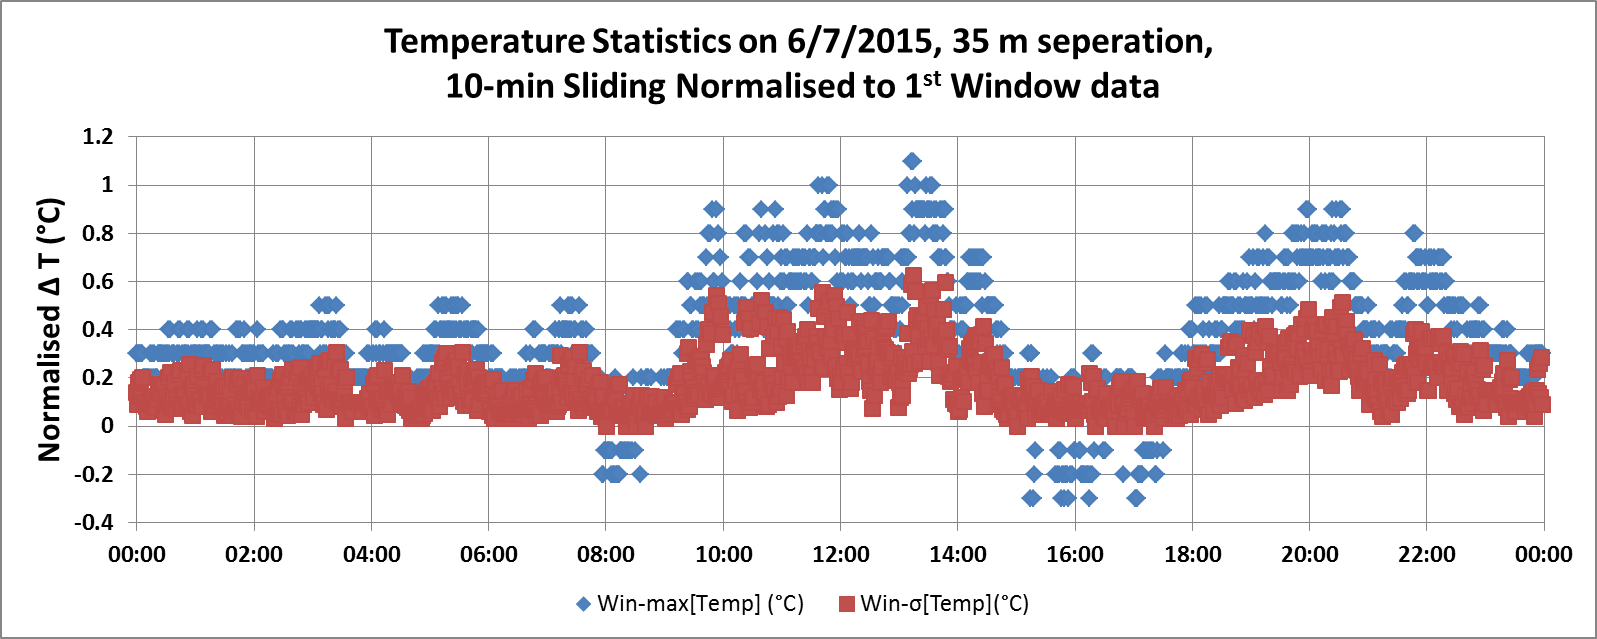 Temperature Statistics on 6/7/2015, 35 m seperation,
10-min Sliding Normalised to 1st Window data
Normalised Δ T (°C)
1.2
1
0.8
0.6
0.4
0.2
0
-0.2
-0.4
00:00 02:00 04:00 06:00 08:00 10:00 12:00 14:00 16:00 18:00 20:00 22:00 00:00
Win-max[Temp] (°C) Win-σ[Temp](°C)